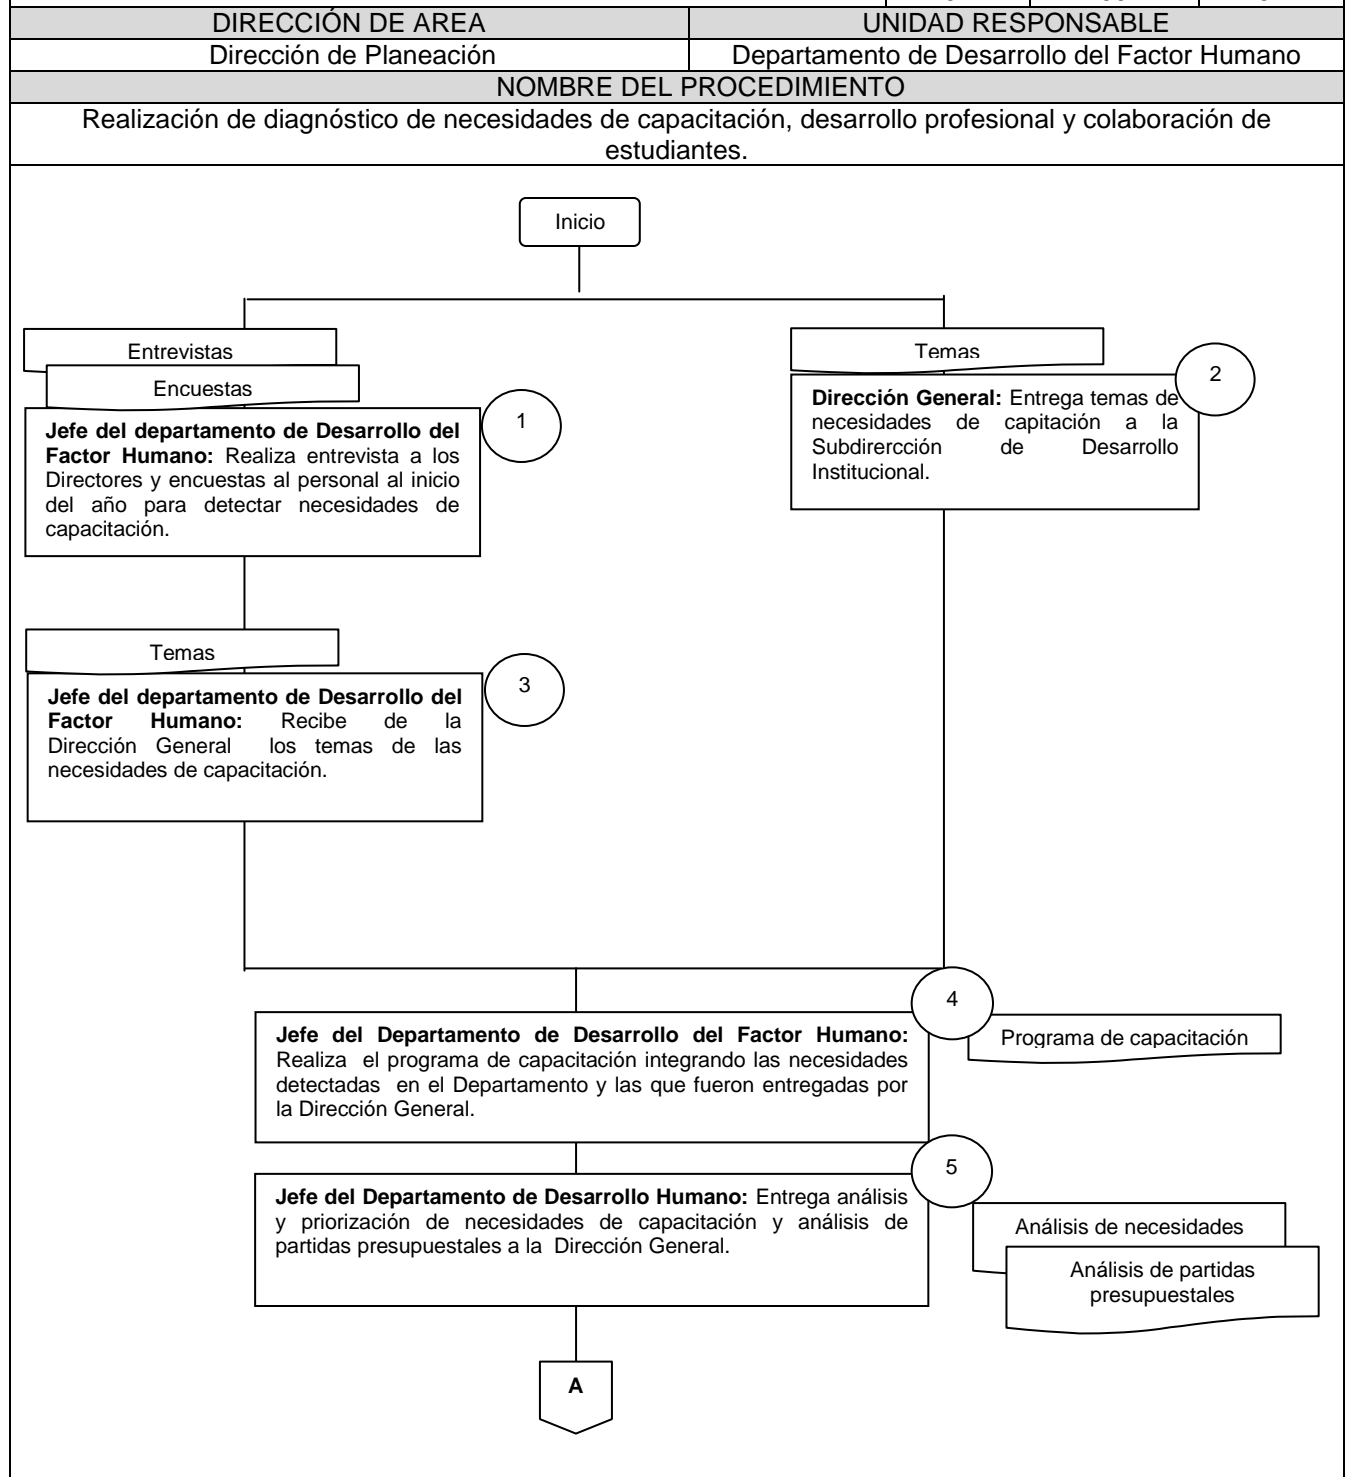 DIRECCIÓN DE AREA
UNIDAD RESPONSABLE
Dirección de Planeación
Departamento de Desarrollo del Factor Humano
NOMBRE DEL PROCEDIMIENTO
Realización de diagnóstico de necesidades de capacitación, desarrollo profesional y colaboración de
estudiantes.
Inicio
Entrevistas
Encuestas
1
Jefe del departamento de Desarrollo del
Factor Humano: Realiza entrevista a los
Directores y encuestas al personal al inicio
del año para detectar necesidades de
capacitación.
Temas
2
Dirección General: Entrega temas de
necesidades de capitación a la
Subdirercción de Desarrollo
Institucional.
Temas
3
Jefe del departamento de Desarrollo del
Factor Humano: Recibe de la
Dirección General los temas de las
necesidades de capacitación.
4
Jefe del Departamento de Desarrollo del Factor Humano:
Realiza el programa de capacitación integrando las necesidades
detectadas en el Departamento y las que fueron entregadas por
la Dirección General.
Programa de capacitación
5
Jefe del Departamento de Desarrollo Humano: Entrega análisis
y priorización de necesidades de capacitación y análisis de
partidas presupuestales a la Dirección General.
Análisis de necesidades
Análisis de partidas
presupuestales
A